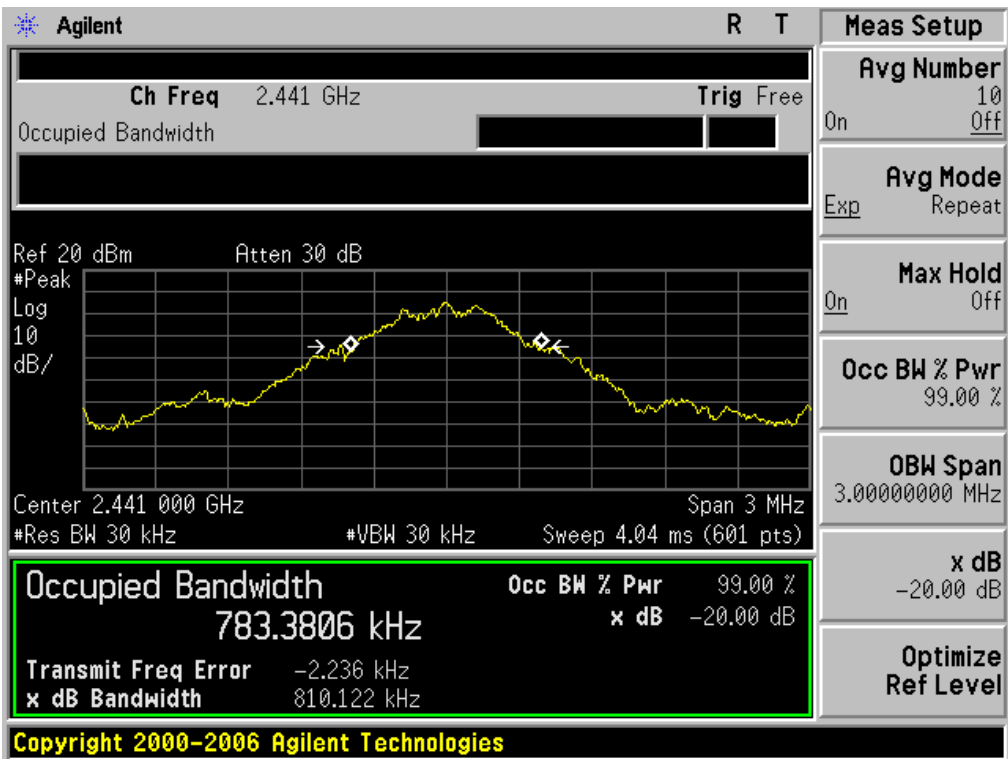 Agilent R T
Ch Freq 2.441 GHz Trig Free
Occupied Bandwidth
Ref 20 dBm Atten 30 dB
#Peak
Log
10
dB/
Center 2.441 000 GHz Span 3 MHz
#Res BW 30 kHz #VBW 30 kHz Sweep 4.04 ms (601 pts)
Occupied Bandwidth Occ BW % Pwr 99.00 %
783.3806 kHz x dB -20.00 dB
Transmit Freq Error -2.236 kHz
x dB Bandwidth 810.122 kHz
Copyright 2000-2006 Agilent Technologies
Meas Setup
Avg Number
10
On Off
Avg Mode
Exp Repeat
Max Hold
On Off
Occ BW % Pwr
99.00 %
OBW Span
3.00000000 MHz
x dB
-20.00 dB
Optimize
Ref Level